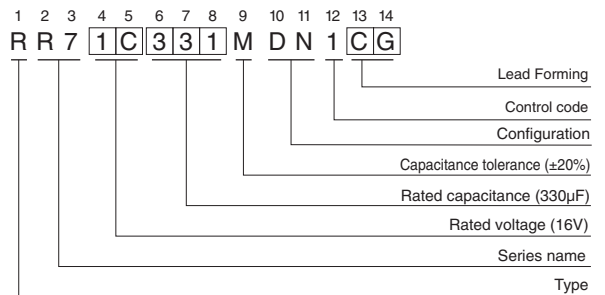 1 2 3 4 5 6 7 8 9 10 11 12 13 14
R R 7 1 C 3 3 1 M D N 1 C G
Lead Forming
Control code
Configuration
Capacitance tolerance (±20%)
Rated capacitance (330µF)
Rated voltage (16V)
Series name
Type